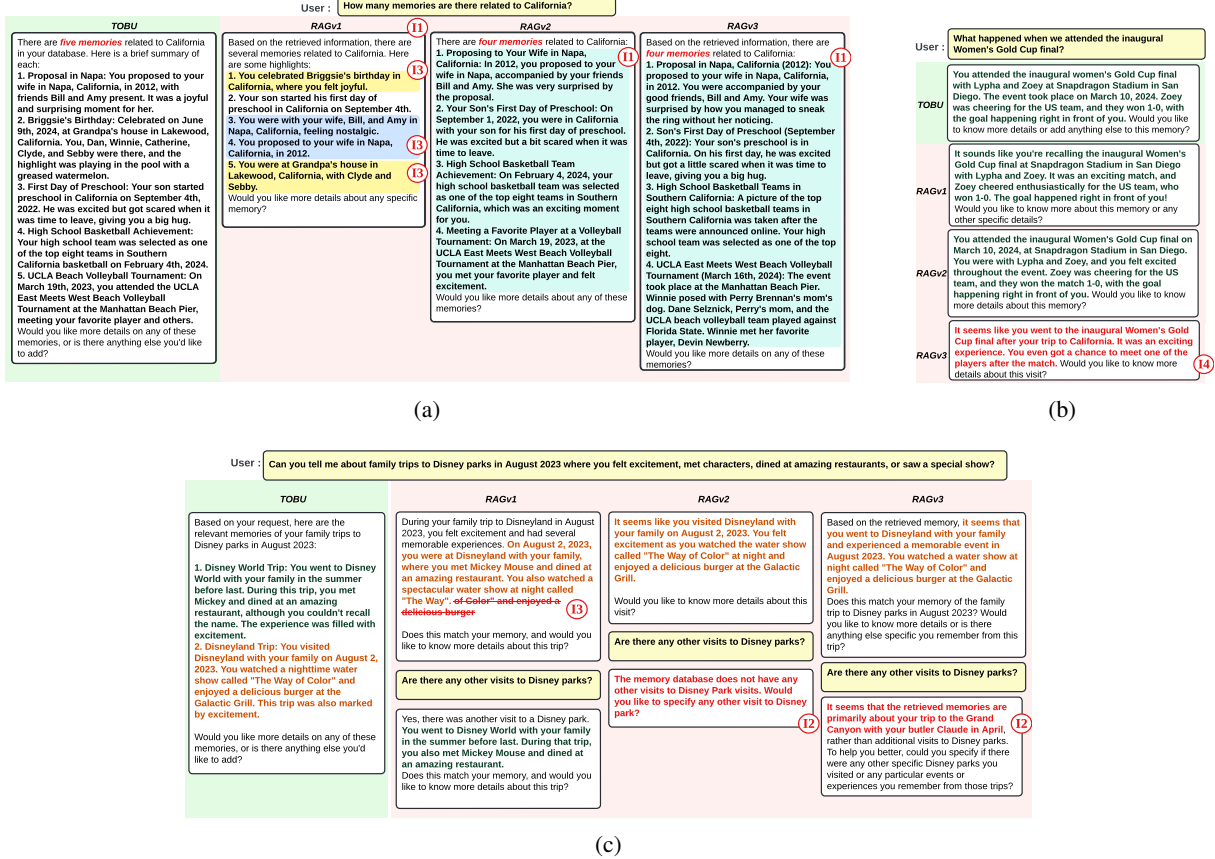 User :
How many memories are there related to California?
TOBU
There are five memories related to California
in your database. Here is a brief summary of
each:
1. Proposal in Napa: You proposed to your
wife in Napa, California, in 2012, with
friends Bill and Amy present. It was a joyful
and surprising moment for her.
2. Briggsie's Birthday: Celebrated on June
9th, 2024, at Grandpa's house in Lakewood,
California. You, Dan, Winnie, Catherine,
Clyde, and Sebby were there, and the
highlight was playing in the pool with a
greased watermelon.
3. First Day of Preschool: Your son started
preschool in California on September 4th,
2022. He was excited but got scared when it
was time to leave, giving you a big hug.
4. High School Basketball Achievement:
Your high school team was selected as one
of the top eight teams in Southern
California basketball on February 4th, 2024.
5. UCLA Beach Volleyball Tournament: On
March 19th, 2023, you attended the UCLA
East Meets West Beach Volleyball
Tournament at the Manhattan Beach Pier,
meeting your favorite player and others.
Would you like more details on any of these
memories, or is there anything else you'd like
to add?
RAGv1
I1
Based on the retrieved information, there are
several memories related to California. Here
are some highlights:
I3
1. You celebrated Briggsie's birthday in
California, where you felt joyful.
2. Your son started his first day of
preschool in California on September 4th.
3. You were with your wife, Bill, and Amy in
Napa, California, feeling nostalgic.
I3
4. You proposed to your wife in Napa,
California, in 2012.
5. You were at Grandpa's house in
Lakewood, California, with Clyde and
Sebby.
I3
Would you like more details about any specific
memory?
RAGv2
There are four memories related to California:
I1
1. Proposing to Your Wife in Napa,
California: In 2012, you proposed to your
wife in Napa, accompanied by your friends
Bill and Amy. She was very surprised by
the proposal.
2. Your Son's First Day of Preschool: On
September 1, 2022, you were in California
with your son for his first day of preschool.
He was excited but a bit scared when it was
time to leave.
3. High School Basketball Team
Achievement: On February 4, 2024, your
high school basketball team was selected
as one of the top eight teams in Southern
California, which was an exciting moment
for you.
4. Meeting a Favorite Player at a Volleyball
Tournament: On March 19, 2023, at the
UCLA East Meets West Beach Volleyball
Tournament at the Manhattan Beach Pier,
you met your favorite player and felt
excitement.
Would you like more details about any of these
memories?
RAGv3
Based on the retrieved information, there are
four memories related to California:
I1
1. Proposal in Napa, California (2012): You
proposed to your wife in Napa, California,
in 2012. You were accompanied by your
good friends, Bill and Amy. Your wife was
surprised by how you managed to sneak
the ring without her noticing.
2. Son's First Day of Preschool (September
4th, 2022): Your son's preschool is in
California. On his first day, he was excited
but got a little scared when it was time to
leave, giving you a big hug.
3. High School Basketball Teams in
Southern California: A picture of the top
eight high school basketball teams in
Southern California was taken after the
teams were announced online. Your high
school team was selected as one of the top
eight.
4. UCLA East Meets West Beach Volleyball
Tournament (March 16th, 2024): The event
took place at the Manhattan Beach Pier.
Winnie posed with Perry Brennan's mom's
dog. Dane Selznick, Perry's mom, and the
UCLA beach volleyball team played against
Florida State. Winnie met her favorite
player, Devin Newberry.
Would you like more details on any of these
memories?
(a)
User :
What happened when we attended the inaugural
Women's Gold Cup final?
TOBU
You attended the inaugural women's Gold Cup final
with Lypha and Zoey at Snapdragon Stadium in San
Diego. The event took place on March 10, 2024. Zoey
was cheering for the US team, and they won 1-0, with
the goal happening right in front of you. Would you like
to know more details or add anything else to this memory?
RAGv1
It sounds like you're recalling the inaugural Women's
Gold Cup final at Snapdragon Stadium in San Diego
with Lypha and Zoey. It was an exciting match, and
Zoey cheered enthusiastically for the US team, who
won 1-0. The goal happened right in front of you!
Would you like to know more about this memory or any
other specific details?
RAGv2
You attended the inaugural Women's Gold Cup final on
March 10, 2024, at Snapdragon Stadium in San Diego.
You were with Lypha and Zoey, and you felt excited
throughout the event. Zoey was cheering for the US
team, and they won the match 1-0, with the goal
happening right in front of you. Would you like to know
more details about this memory?
RAGv3
It seems like you went to the inaugural Women's Gold
Cup final after your trip to California. It was an exciting
experience. You even got a chance to meet one of the
players after the match. Would you like to know more
details about this visit?
I4
(b)
User :
Can you tell me about family trips to Disney parks in August 2023 where you felt excitement, met characters, dined at amazing restaurants, or saw a special show?
TOBU
Based on your request, here are the
relevant memories of your family trips to
Disney parks in August 2023:
1. Disney World Trip: You went to Disney
World with your family in the summer
before last. During this trip, you met
Mickey and dined at an amazing
restaurant, although you couldn't recall
the name. The experience was filled with
excitement.
2. Disneyland Trip: You visited
Disneyland with your family on August 2,
2023. You watched a nighttime water
show called "The Way of Color" and
enjoyed a delicious burger at the
Galactic Grill. This trip was also marked
by excitement.
Would you like more details on any of these
memories, or is there anything else you'd
like to add?
RAGv1
During your family trip to Disneyland in August
2023, you felt excitement and had several
memorable experiences. On August 2, 2023,
you were at Disneyland with your family,
where you met Mickey Mouse and dined at
an amazing restaurant. You also watched a
spectacular water show at night called
"The Way". of Color" and enjoyed a
delicious burger
I3
Does this match your memory, and would you
like to know more details about this trip?
Are there any other visits to Disney parks?
Yes, there was another visit to a Disney park.
You went to Disney World with your family
in the summer before last. During that trip,
you also met Mickey Mouse and dined at
an amazing restaurant.
Does this match your memory, and would you
like to know more details about this trip?
RAGv2
It seems like you visited Disneyland with
your family on August 2, 2023. You felt
excitement as you watched the water show
called "The Way of Color" at night and
enjoyed a delicious burger at the Galactic
Grill.
Would you like to know more details about this
visit?
Are there any other visits to Disney parks?
The memory database does not have any
other visits to Disney Park visits. Would
you like to specify any other visit to Disney
park?
I2
RAGv3
Based on the retrieved memory, it seems that
you went to Disneyland with your family
and experienced a memorable event in
August 2023. You watched a water show at
night called "The Way of Color" and
enjoyed a delicious burger at the Galactic
Grill.
Does this match your memory of the family
trip to Disney parks in August 2023? Would
you like to know more details or is there
anything else specific you remember from this
trip?
Are there any other visits to Disney parks?
It seems that the retrieved memories are
primarily about your trip to the Grand
Canyon with your butler Claude in April,
rather than additional visits to Disney parks.
To help you better, could you specify if there
were any other specific Disney parks you
visited or any particular events or
experiences you remember from those trips?
I2
(c)